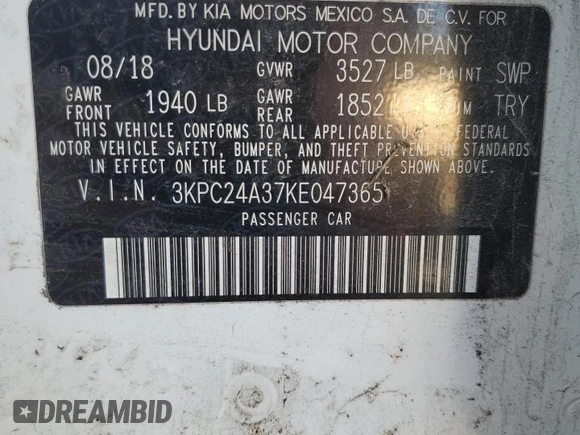 MFD. BY KIA MOTORS MEXICO S.A. DE C.V. FOR
HYUNDAI MOTOR COMPANY
08/18 GVWR 3527 LB PAINT SWP
GAWR FRONT 1940 LB GAWR REAR 1852 TRY
THIS VEHICLE CONFORMS TO ALL APPLICABLE U.S. FEDERAL
MOTOR VEHICLE SAFETY, BUMPER, AND THEFT PREVENTION STANDARDS
IN EFFECT ON THE DATE OF MANUFACTURE SHOWN ABOVE.
V.I.N. 3KPC24A37KE047365
PASSENGER CAR
DREAMBID